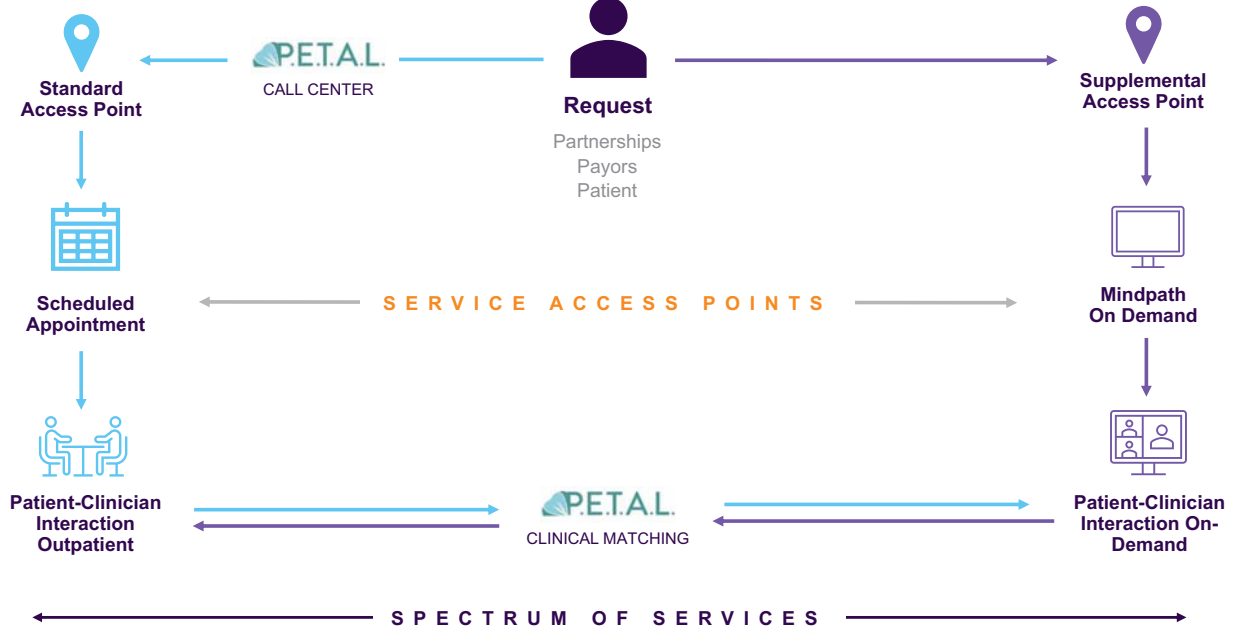 P.E.T.A.L.
CALL CENTER
Standard
Access Point
Request
Partnerships
Payors
Patient
Supplemental
Access Point
Scheduled
Appointment
SERVICE ACCESS POINTS
Mindpath
On Demand
Patient-Clinician
Interaction
Outpatient
P.E.T.A.L.
CLINICAL MATCHING
Patient-Clinician
Interaction On-
Demand
SPECTRUM OF SERVICES